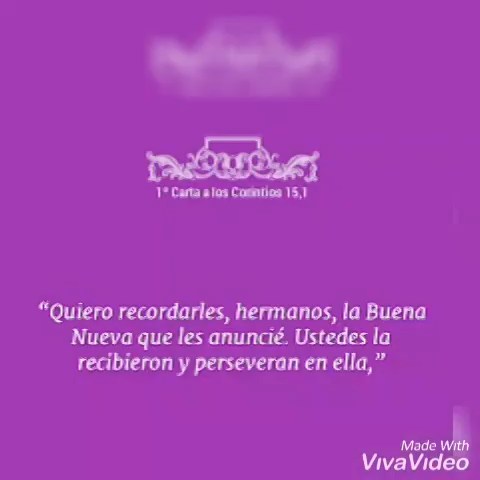 1ª Carta a los Corintios 15,1
“Quiero recordarles, hermanos, la Buena
Nueva que les anuncié. Ustedes la
recibieron y perseveran en ella,”
Made With
VivaVideo